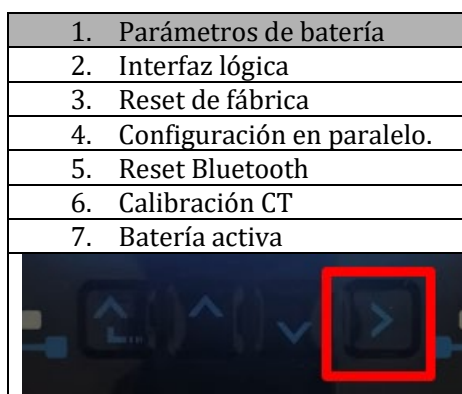 1. Parámetros de batería
2. Interfaz lógica
3. Reset de fábrica
4. Configuración en paralelo.
5. Reset Bluetooth
6. Calibración CT
7. Batería activa